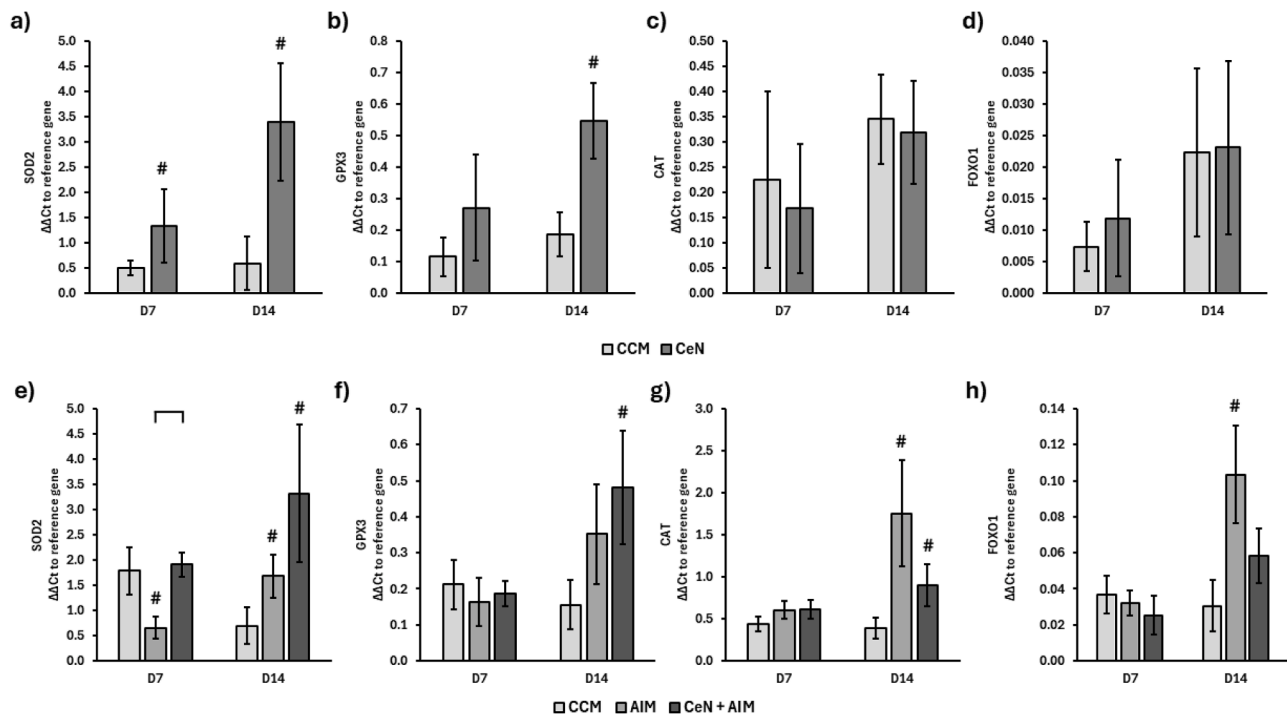 a)
SOD2
ΔΔCt to reference gene
5.0
4.5
4.0
3.5
3.0
2.5
2.0
1.5
1.0
0.5
0.0
#
#
D7
D14
b)
GPX3
ΔΔCt to reference gene
0.8
0.7
0.6
0.5
0.4
0.3
0.2
0.1
0.0
#
D7
D14
c)
CAT
ΔΔCt to reference gene
0.50
0.45
0.40
0.35
0.30
0.25
0.20
0.15
0.10
0.05
0.00
D7
D14
d)
FOXO1
ΔΔCt to reference gene
0.040
0.035
0.030
0.025
0.020
0.015
0.010
0.005
0.000
D7
D14
CCM CeN
e)
SOD2
ΔΔCt to reference gene
5.0
4.5
4.0
3.5
3.0
2.5
2.0
1.5
1.0
0.5
0.0
#
#
#
D7
D14
f)
GPX3
ΔΔCt to reference gene
0.7
0.6
0.5
0.4
0.3
0.2
0.1
0.0
#
D7
D14
g)
CAT
ΔΔCt to reference gene
3.0
2.5
2.0
1.5
1.0
0.5
0.0
#
#
D7
D14
h)
FOXO1
ΔΔCt to reference gene
0.14
0.12
0.10
0.08
0.06
0.04
0.02
0.00
#
D7
D14
CCM AIM CeN + AIM